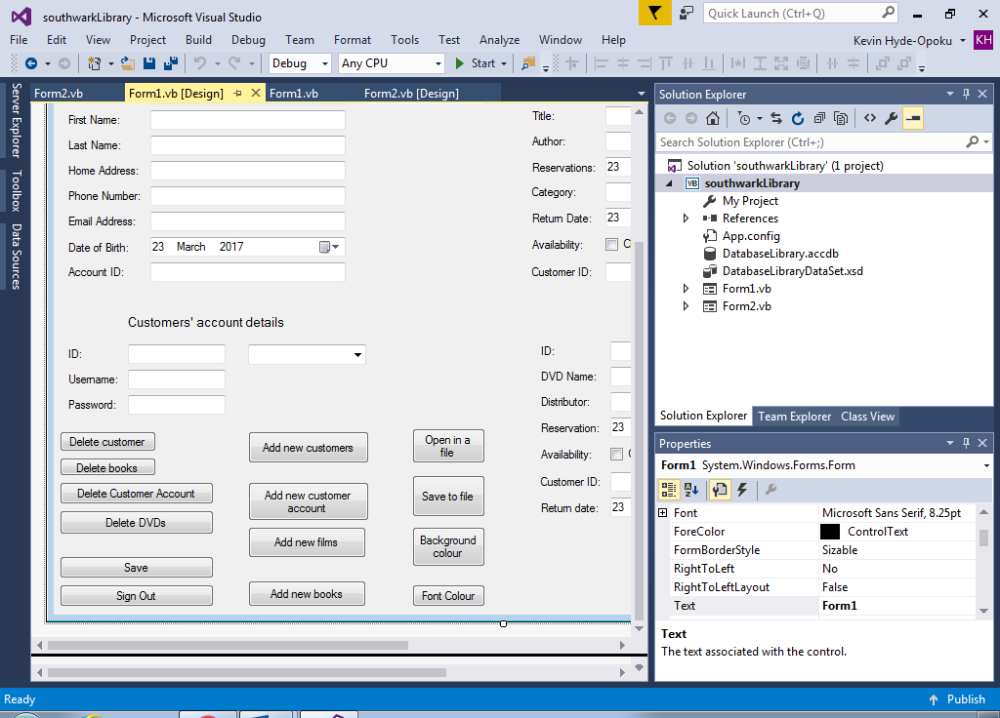 southwarkLibrary - Microsoft Visual Studio
Quick Launch (Ctrl+Q)
File Edit View Project Build Debug Team Format Tools Test Analyze Window Help
Kevin Hyde-Opoku KH
Debug Any CPU Start
Server Explorer
Toolbox
Data Sources
Form2.vb Form1.vb [Design] Form1.vb Form2.vb [Design]
First Name: Title:
Last Name: Author:
Home Address: Reservations: 23
Phone Number: Category:
Email Address: Return Date: 23
Date of Birth: 23 March 2017 Availability:
Account ID: Customer ID:
Customers' account details
ID: ID:
Username: DVD Name:
Password: Distributor:
Reservation: 23
Availability:
Customer ID:
Return date: 23
Delete customer
Delete books
Delete Customer Account
Delete DVDs
Save
Sign Out
Add new customers
Add new customer
account
Add new films
Add new books
Open in a
file
Save to file
Background
colour
Font Colour
Solution Explorer
Search Solution Explorer (Ctrl+;)
Solution 'southwarkLibrary' (1 project)
VB southwarkLibrary
My Project
References
App.config
DatabaseLibrary.accdb
DatabaseLibraryDataSet.xsd
Form1.vb
Form2.vb
Solution Explorer Team Explorer Class View
Properties
Form1 System.Windows.Forms.Form
Font Microsoft Sans Serif, 8.25pt
ForeColor ControlText
FormBorderStyle Sizable
RightToLeft No
RightToLeftLayout False
Text Form1
Text
The text associated with the control.
Ready Publish